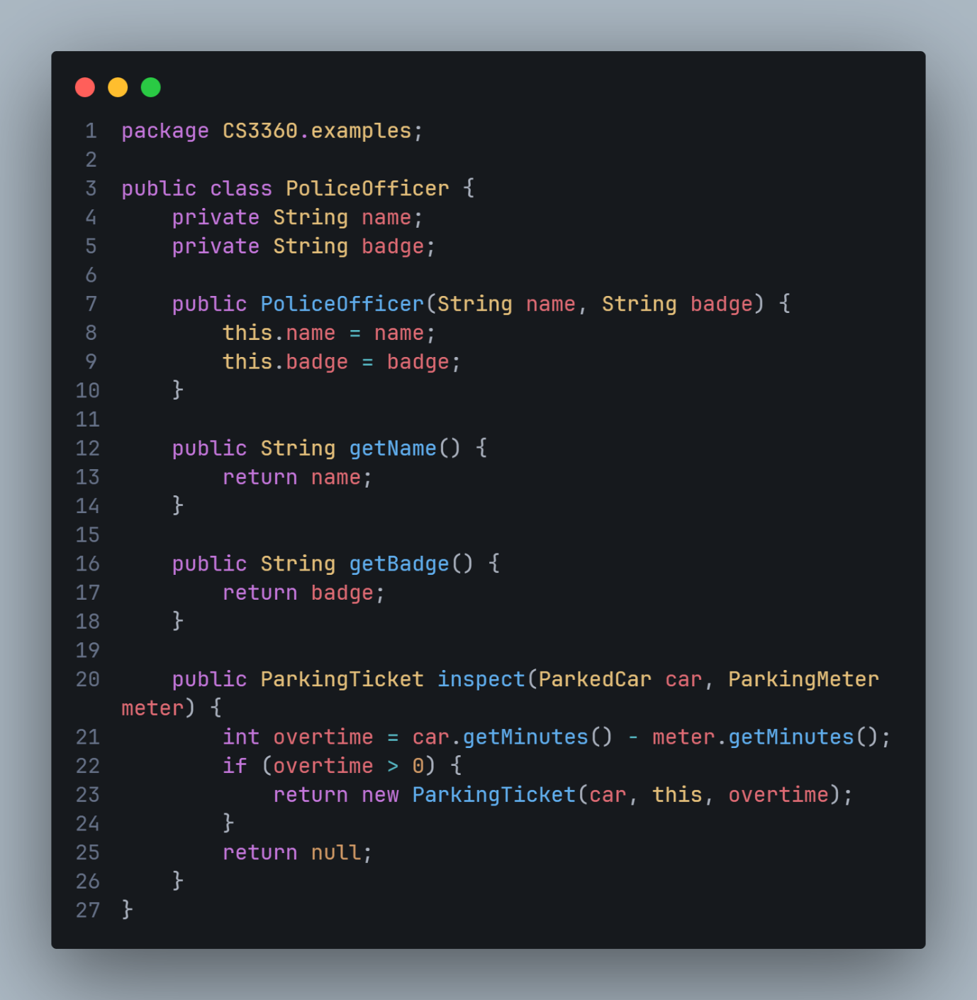 1 package CS3360.examples;
2
3 public class PoliceOfficer {
4     private String name;
5     private String badge;
6
7     public PoliceOfficer(String name, String badge) {
8         this.name = name;
9         this.badge = badge;
10     }
11
12     public String getName() {
13         return name;
14     }
15
16     public String getBadge() {
17         return badge;
18     }
19
20     public ParkingTicket inspect(ParkedCar car, ParkingMeter
meter) {
21         int overtime = car.getMinutes() - meter.getMinutes();
22         if (overtime > 0) {
23             return new ParkingTicket(car, this, overtime);
24         }
25         return null;
26     }
27 }